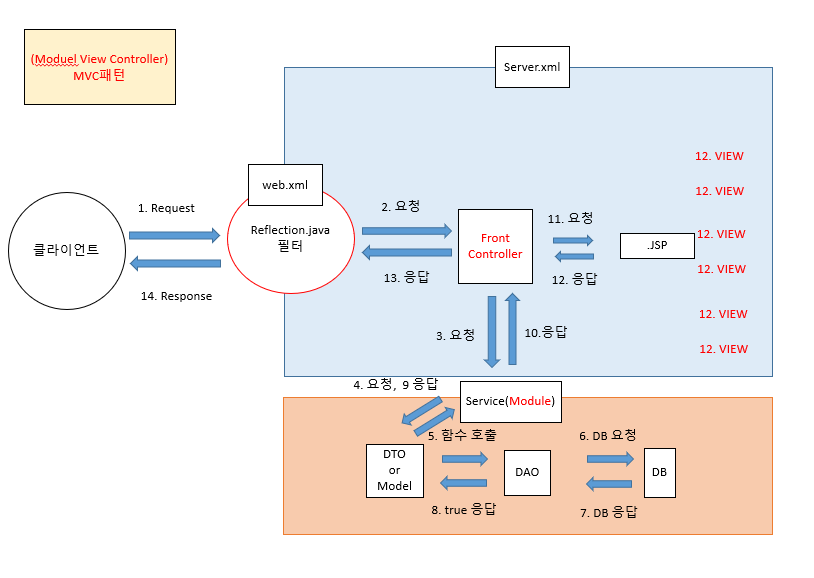 (Moduel View Controller)
MVC패턴
Server.xml
12. VIEW
web.xml
12. VIEW
1. Request
2. 요청
11. 요청
Reflection.java
필터
Front
Controller
.JSP
12. VIEW
클라이언트
12. VIEW
13. 응답
12. 응답
14. Response
12. VIEW
3. 요청
10.응답
12. VIEW
4. 요청,  9 응답
Service(Module)
5. 함수 호출
6. DB 요청
DTO
or
Model
DAO
DB
8. true 응답
7. DB 응답